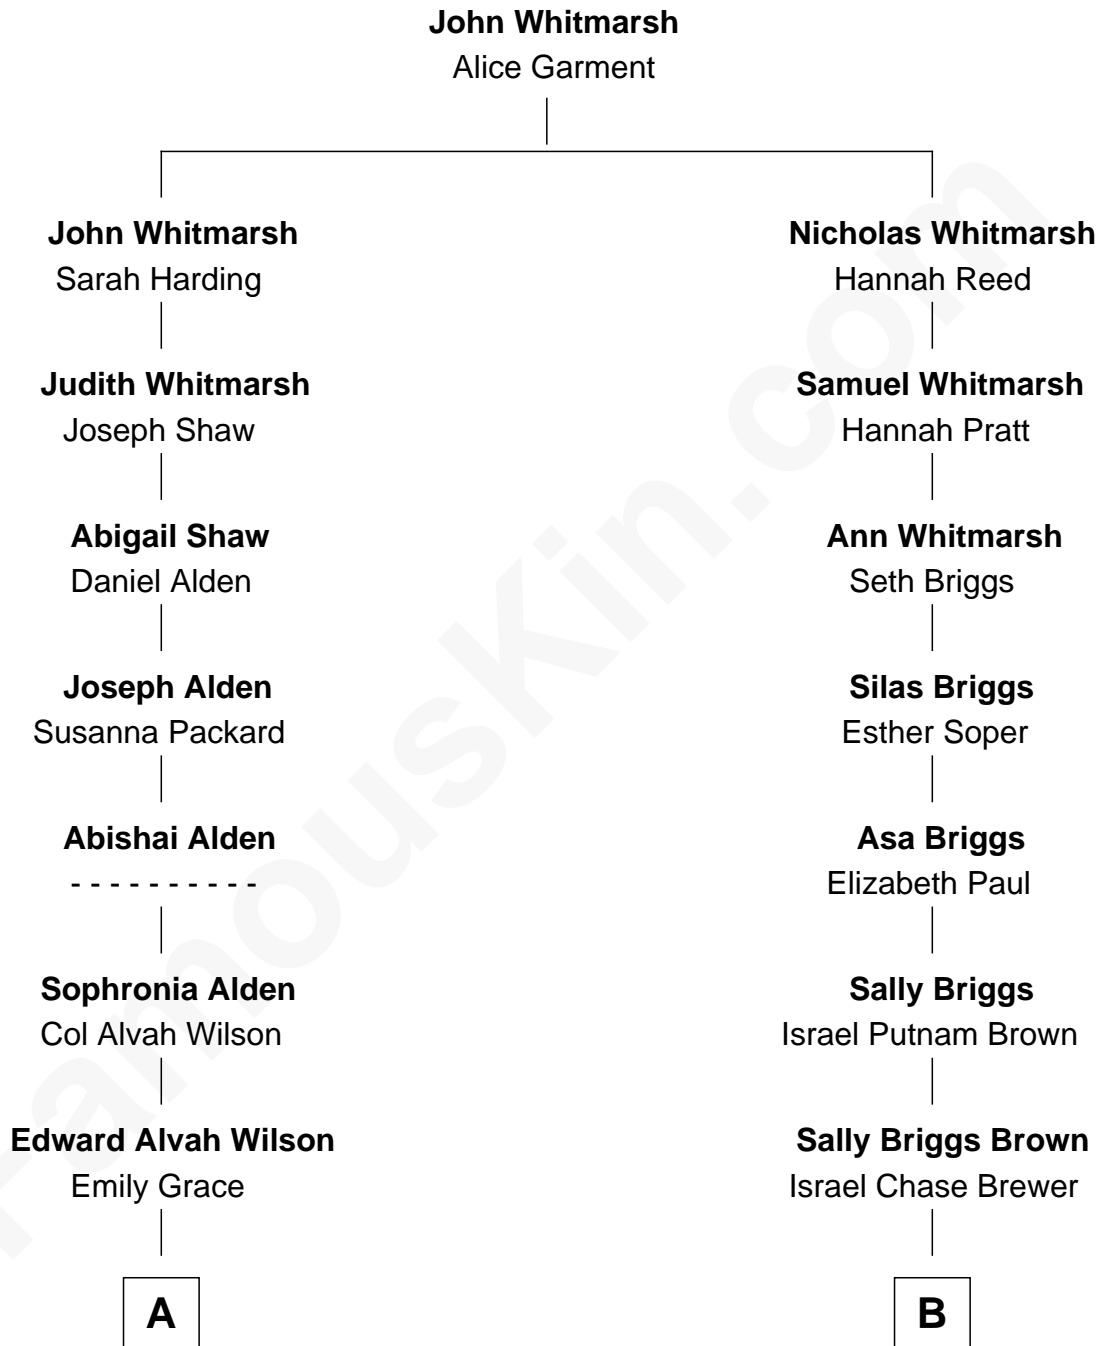 John Whitmarsh
Alice Garment
John Whitmarsh
Sarah Harding
Nicholas Whitmarsh
Hannah Reed
Judith Whitmarsh
Joseph Shaw
Samuel Whitmarsh
Hannah Pratt
Abigail Shaw
Daniel Alden
Ann Whitmarsh
Seth Briggs
Joseph Alden
Susanna Packard
Silas Briggs
Esther Soper
Abishai Alden
- - - - - - - - - -
Asa Briggs
Elizabeth Paul
Sophronia Alden
Col Alvah Wilson
Sally Briggs
Israel Putnam Brown
Edward Alvah Wilson
Emily Grace
Sally Briggs Brown
Israel Chase Brewer
A
B
FamousKin.com